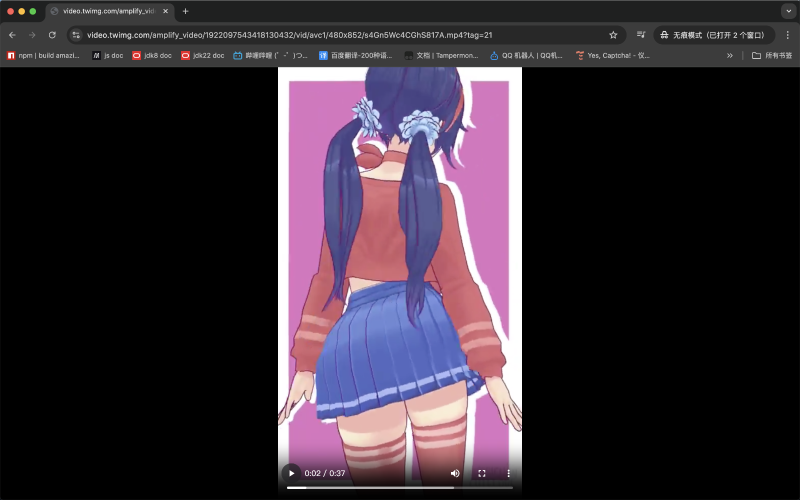 video.twimg.com/amplify_vid
video.twimg.com/amplify_video/1922097543418130432/vid/avc1/480x852/s4Gn5Wc4CGhS817A.mp4?tag=21
无痕模式（已打开 2 个窗口）
npm | build amazi...
js doc
jdk8 doc
jdk22 doc
哔哩哔哩 (゜-゜)つ...
百度翻译-200种语...
文档 | Tampermon...
QQ 机器人 | QQ机...
Yes, Captcha! - 仪...
所有书签
0:02 / 0:37